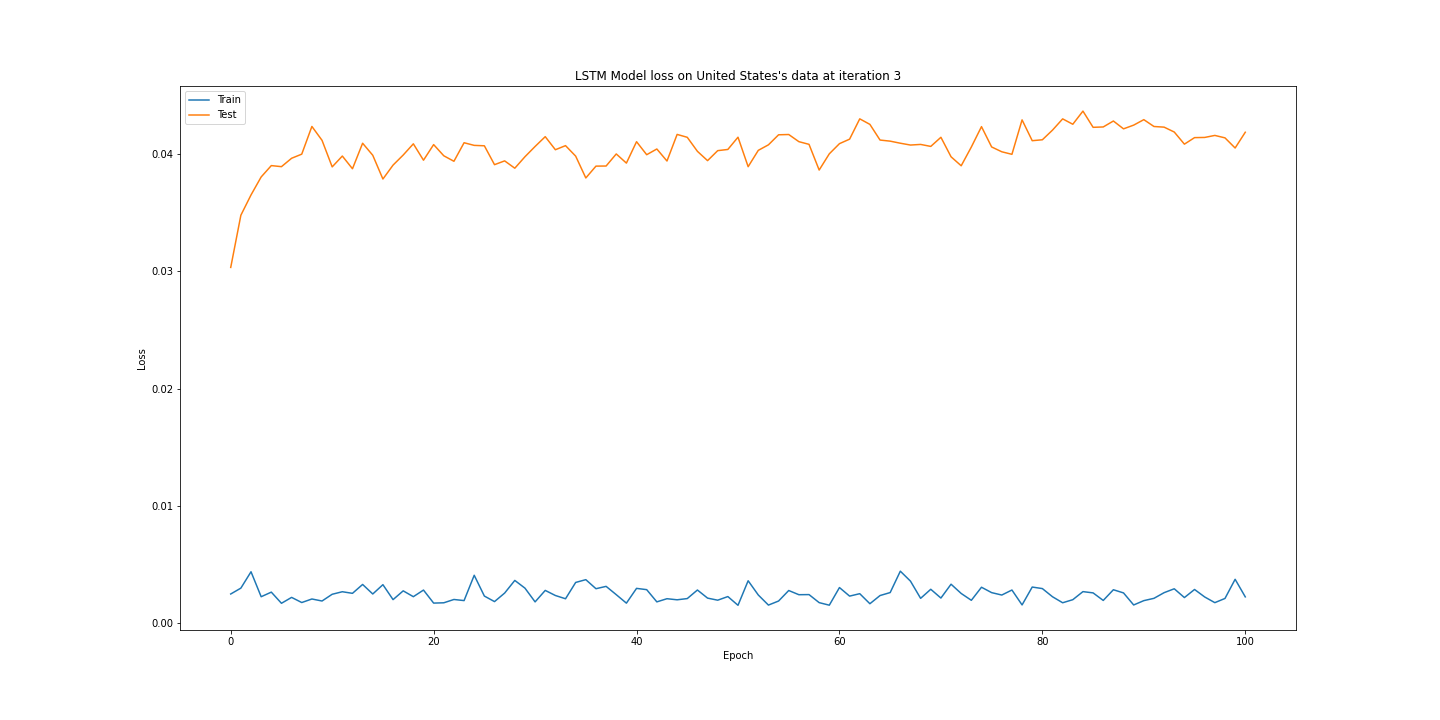 LSTM Model loss on United States's data at iteration 3
Train
Test
0.04
0.03
0.02
0.01
0.00
Loss
0 20 40 60 80 100
Epoch